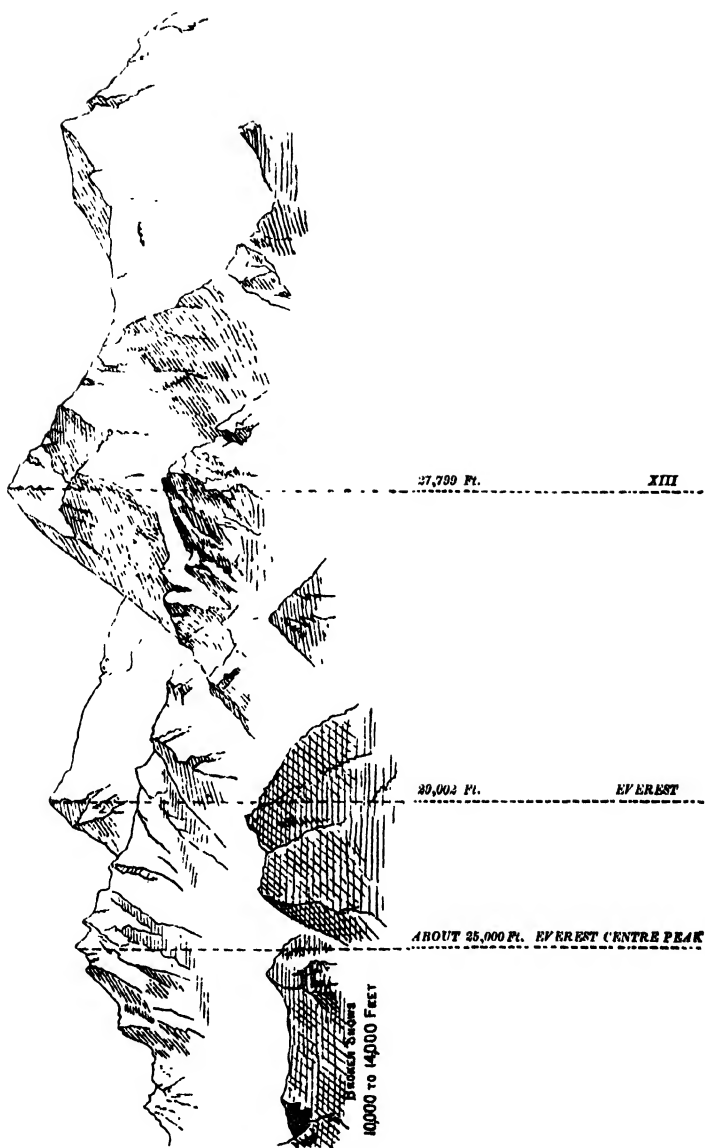 27,799 Ft. XIII
29,002 Ft. EVEREST
ABOUT 25,000 Ft. EVEREST CENTRE PEAK
BROKEN SNOWS
10,000 TO 14,000 FEET